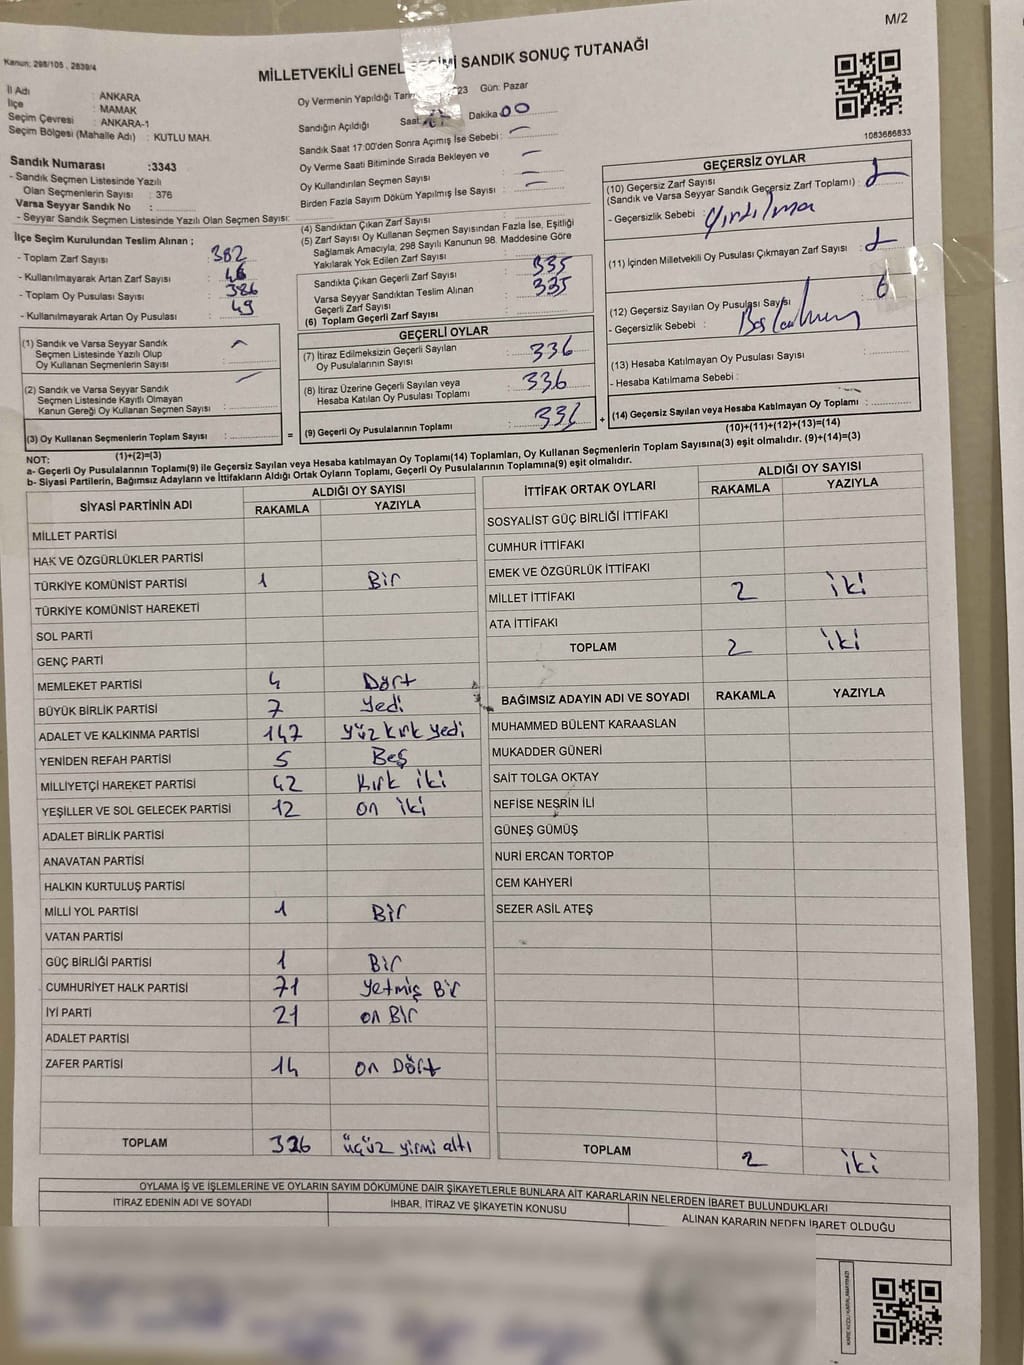 M/2
Kanun: 298/105 , 2839/4
MİLLETVEKİLİ GENEL SEÇİMİ SANDIK SONUÇ TUTANAĞI
İl Adı : ANKARA
İlçe : MAMAK
Seçim Çevresi : ANKARA-1
Seçim Bölgesi (Mahalle Adı) : KUTLU MAH.
Sandık Numarası :3343
- Sandık Seçmen Listesinde Yazılı
Olan Seçmenlerin Sayısı : 376
Varsa Seyyar Sandık No :
- Seyyar Sandık Seçmen Listesinde Yazılı Olan Seçmen Sayısı:
İlçe Seçim Kurulundan Teslim Alınan ;
- Toplam Zarf Sayısı : 382
- Kullanılmayarak Artan Zarf Sayısı : 46
- Toplam Oy Pusulası Sayısı : 386
- Kullanılmayarak Artan Oy Pusulası : 49
Oy Vermenin Yapıldığı 23 Gün: Pazar
Sandığın Açıldığı Saat Dakika 00
Sandık Saat 17:00'den Sonra Açımış İse Sebebi : –
Oy Verme Saati Bitiminde Sırada Bekleyen ve –
Oy Kullandırılan Seçmen Sayısı : –
Birden Fazla Sayım Döküm Yapılmış İse Sayısı : –
(4) Sandıktan Çıkan Zarf Sayısı :
(5) Zarf Sayısı Oy Kullanan Seçmen Sayısından Fazla İse, Eşitliği
Sağlamak Amacıyla, 298 Sayılı Kanunun 98. Maddesine Göre
Yakılarak Yok Edilen Zarf Sayısı :
Sandıkta Çıkan Geçerli Zarf Sayısı : 335
Varsa Seyyar Sandıktan Teslim Alınan : 335
Geçerli Zarf Sayısı
(6) Toplam Geçerli Zarf Sayısı :
1063666833
GEÇERSİZ OYLAR
(10) Geçersiz Zarf Sayısı
(Sandık ve Varsa Seyyar Sandık Geçersiz Zarf Toplamı) : 1
- Geçersizlik Sebebi : Yırtılma
(11) İçinden Milletvekili Oy Pusulası Çıkmayan Zarf Sayısı : 1
(12) Geçersiz Sayılan Oy Pusulası Sayısı : 6
- Geçersizlik Sebebi :
(13) Hesaba Katılmayan Oy Pusulası Sayısı :
- Hesaba Katılmama Sebebi :
(14) Geçersiz Sayılan veya Hesaba Katılmayan Oy Toplamı :
(10)+(11)+(12)+(13)=(14)
(1) Sandık ve Varsa Seyyar Sandık
Seçmen Listesinde Yazılı Olup
Oy Kullanan Seçmenlerin Sayısı :
(2) Sandık ve Varsa Seyyar Sandık
Seçmen Listesinde Kayıtlı Olmayan
Kanun Gereği Oy Kullanan Seçmen Sayısı :
(3) Oy Kullanan Seçmenlerin Toplam Sayısı :
(1)+(2)=(3)
GEÇERLİ OYLAR
(7) İtiraz Edilmeksizin Geçerli Sayılan
Oy Pusulalarının Sayısı : 336
(8) İtiraz Üzerine Geçerli Sayılan veya
Hesaba Katılan Oy Pusulası Toplamı : 336
= (9) Geçerli Oy Pusulalarının Toplamı : 336 +
NOT:
a- Geçerli Oy Pusulalarının Toplamı(9) ile Geçersiz Sayılan veya Hesaba katılmayan Oy Toplamı(14) Toplamları, Oy Kullanan Seçmenlerin Toplam Sayısına(3) eşit olmalıdır. (9)+(14)=(3)
b- Siyasi Partilerin, Bağımsız Adayların ve İttifakların Aldığı Ortak Oyların Toplamı, Geçerli Oy Pusulalarının Toplamına(9) eşit olmalıdır.
SİYASİ PARTİNİN ADI ALDIĞI OY SAYISI
RAKAMLA YAZIYLA
MİLLET PARTİSİ
HAK VE ÖZGÜRLÜKLER PARTİSİ
TÜRKİYE KOMÜNİST PARTİSİ 1 Bir
TÜRKİYE KOMÜNİST HAREKETİ
SOL PARTİ
GENÇ PARTİ
MEMLEKET PARTİSİ 4 Dört
BÜYÜK BİRLİK PARTİSİ 7 Yedi
ADALET VE KALKINMA PARTİSİ 147 yüz kırk yedi
YENİDEN REFAH PARTİSİ 5 Beş
MİLLİYETÇİ HAREKET PARTİSİ 42 kırk iki
YEŞİLLER VE SOL GELECEK PARTİSİ 12 on iki
ADALET BİRLİK PARTİSİ
ANAVATAN PARTİSİ
HALKIN KURTULUŞ PARTİSİ
MİLLİ YOL PARTİSİ 1 Bir
VATAN PARTİSİ
GÜÇ BİRLİĞİ PARTİSİ 1 Bir
CUMHURİYET HALK PARTİSİ 71 yetmiş Bir
İYİ PARTİ 21 on Bir
ADALET PARTİSİ
ZAFER PARTİSİ 14 on Dört
TOPLAM 326 üçüz yirmi altı
İTTİFAK ORTAK OYLARI ALDIĞI OY SAYISI
RAKAMLA YAZIYLA
SOSYALİST GÜÇ BİRLİĞİ İTTİFAKI
CUMHUR İTTİFAKI
EMEK VE ÖZGÜRLÜK İTTİFAKI
MİLLET İTTİFAKI 2 iki
ATA İTTİFAKI
TOPLAM 2 iki
BAĞIMSIZ ADAYIN ADI VE SOYADI RAKAMLA YAZIYLA
MUHAMMED BÜLENT KARAASLAN
MUKADDER GÜNERİ
SAİT TOLGA OKTAY
NEFİSE NESRİN İLİ
GÜNEŞ GÜMÜŞ
NURİ ERCAN TORTOP
CEM KAHYERİ
SEZER ASİL ATEŞ
TOPLAM 2 iki
OYLAMA İŞ VE İŞLEMLERİNE VE OYLARIN SAYIM DÖKÜMÜNE DAİR ŞİKAYETLERLE BUNLARA AİT KARARLARIN NELERDEN İBARET BULUNDUKLARI
İTİRAZ EDENİN ADI VE SOYADI İHBAR, İTİRAZ VE ŞİKAYETİN KONUSU ALINAN KARARIN NEDEN İBARET OLDUĞU